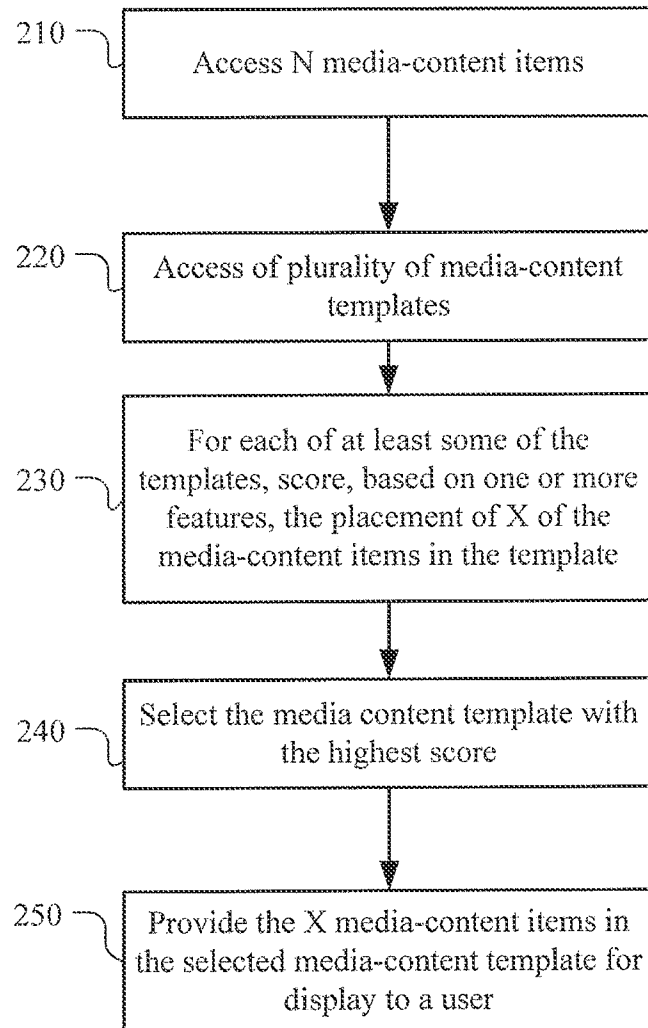 210
Access N media-content items
220
Access of plurality of media-content
templates
230
For each of at least some of the
templates, score, based on one or more
features, the placement of X of the
media-content items in the template
240
Select the media content template with
the highest score
250
Provide the X media-content items in
the selected media-content template for
display to a user